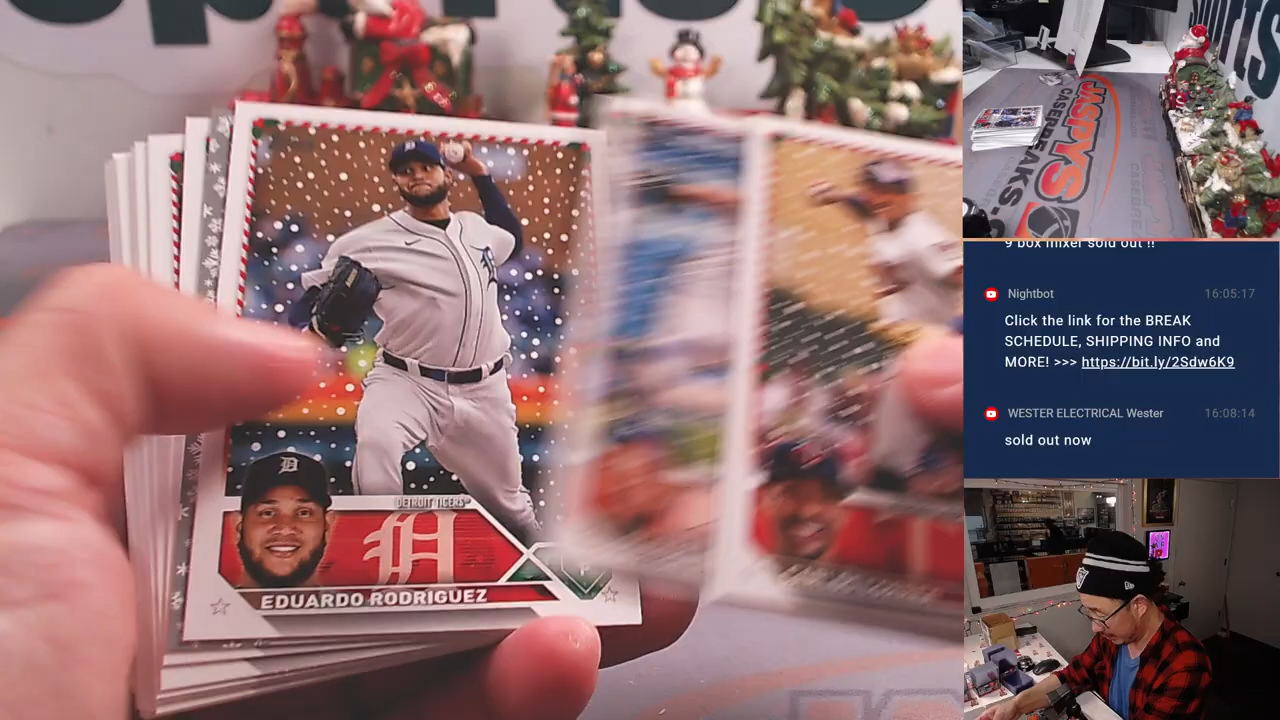 DETROIT TIGERS
EDUARDO RODRIGUEZ
P
JASPYS
CASEBREAKS
9 box mixer sold out !!
Nightbot 16:05:17
Click the link for the BREAK
SCHEDULE, SHIPPING INFO and
MORE! >>> https://bit.ly/2Sdw6K9
WESTER ELECTRICAL Wester 16:08:14
sold out now